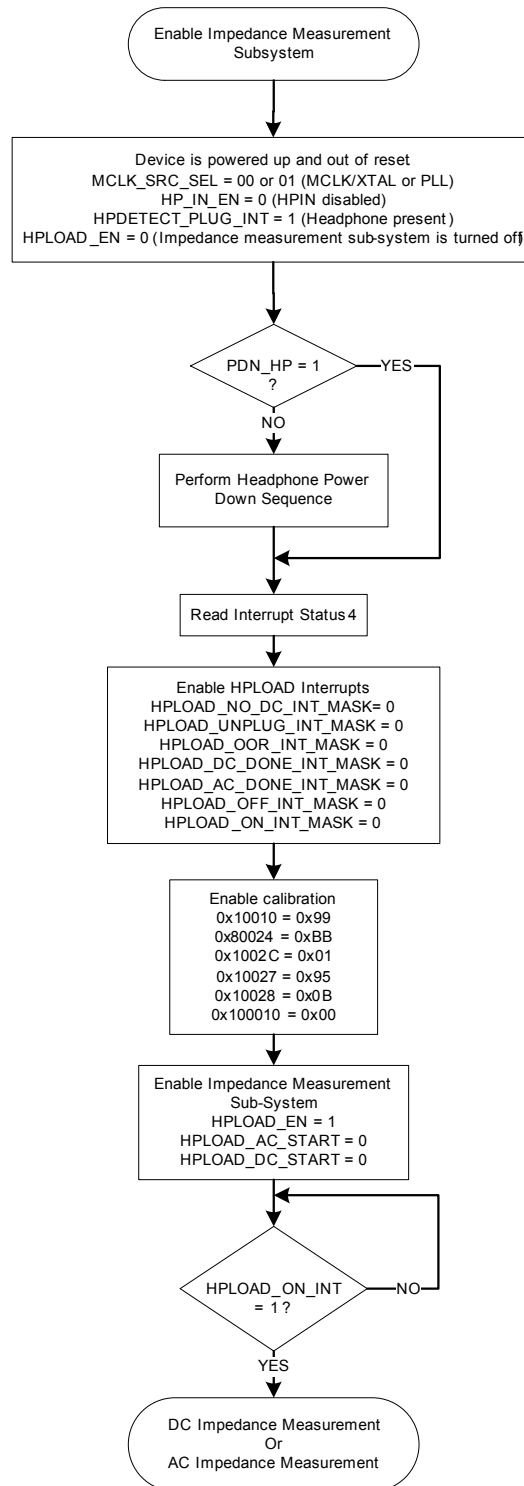 Enable Impedance Measurement
Subsystem
Device is powered up and out of reset
MCLK_SRC_SEL = 00 or 01 (MCLK/XTAL or PLL)
HP_IN_EN = 0 (HPIN disabled)
HPDETECT_PLUG_INT = 1 (Headphone present)
HPLOAD_EN = 0 (Impedance measurement sub-system is turned off)
PDN_HP = 1
?
YES
NO
Perform Headphone Power
Down Sequence
Read Interrupt Status 4
Enable HPLOAD Interrupts
HPLOAD_NO_DC_INT_MASK= 0
HPLOAD_UNPLUG_INT_MASK = 0
HPLOAD_OOR_INT_MASK = 0
HPLOAD_DC_DONE_INT_MASK = 0
HPLOAD_AC_DONE_INT_MASK = 0
HPLOAD_OFF_INT_MASK = 0
HPLOAD_ON_INT_MASK = 0
Enable calibration
0x10010 = 0x99
0x80024 = 0xBB
0x1002C = 0x01
0x10027 = 0x95
0x10028 = 0x0B
0x100010 = 0x00
Enable Impedance Measurement
Sub-System
HPLOAD_EN = 1
HPLOAD_AC_START = 0
HPLOAD_DC_START = 0
HPLOAD_ON_INT
= 1 ?
NO
YES
DC Impedance Measurement
Or
AC Impedance Measurement